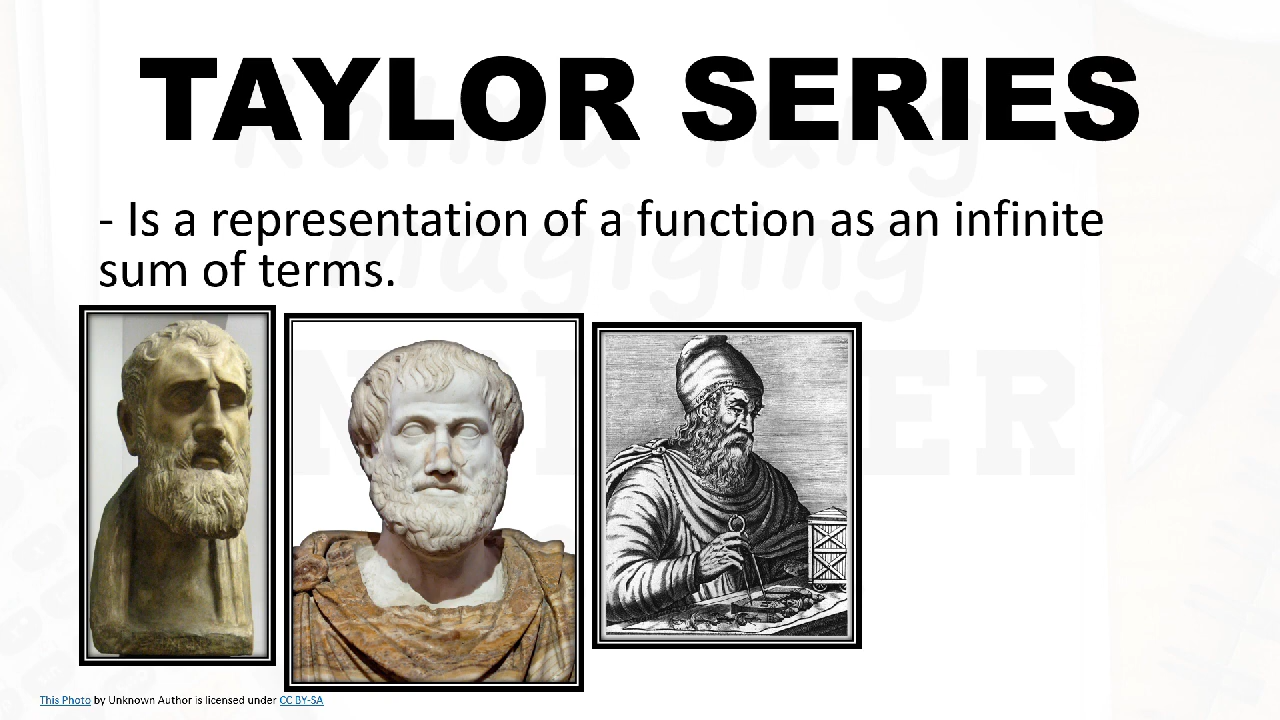 TAYLOR SERIES
- Is a representation of a function as an infinite
sum of terms.
This Photo by Unknown Author is licensed under CC BY-SA